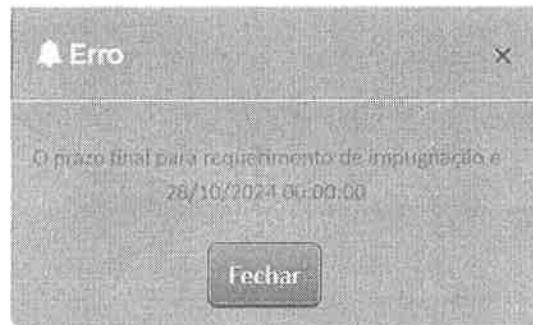 Erro ×
O prazo final para requerimento de impugnação é
28/10/2024 00:00:00
Fechar